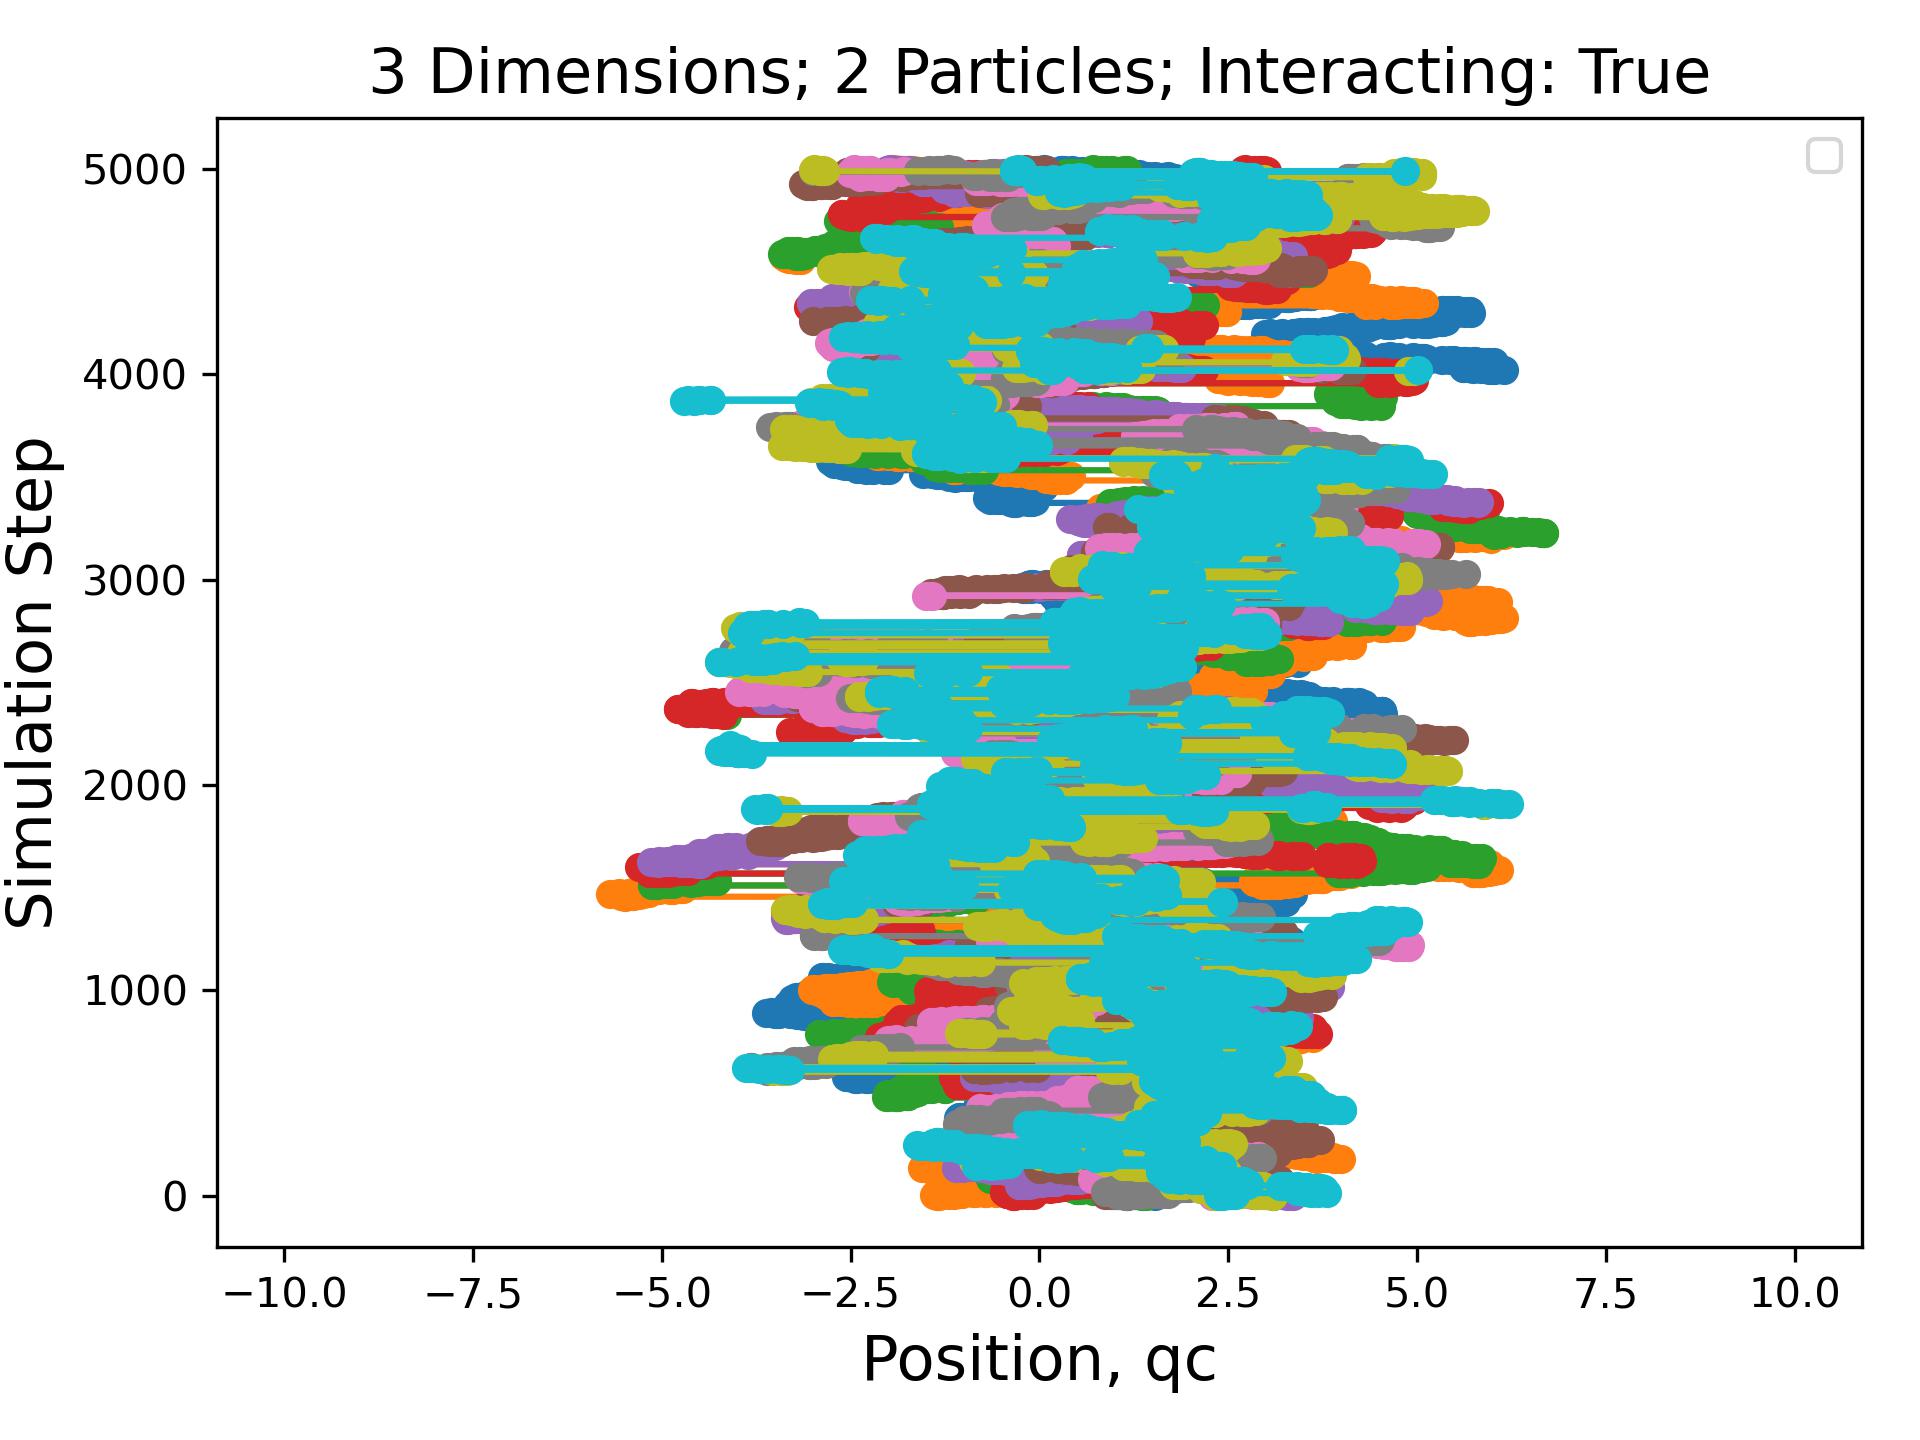 3 Dimensions; 2 Particles; Interacting: True
Simulation Step
5000
4000
3000
2000
1000
0
−10.0 −7.5 −5.0 −2.5 0.0 2.5 5.0 7.5 10.0
Position, qc